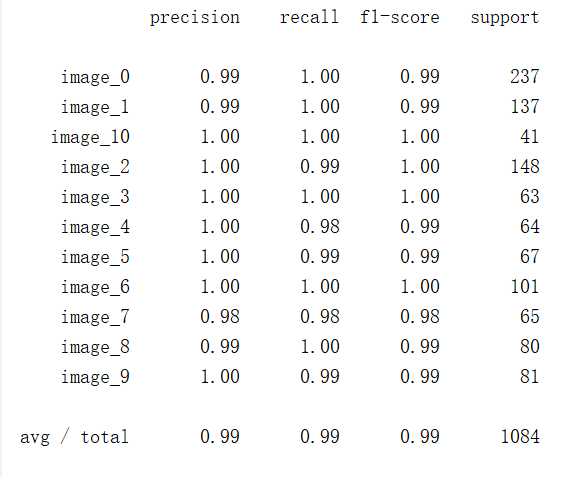 precision recall f1-score support
image_0 0.99 1.00 0.99 237
image_1 0.99 1.00 0.99 137
image_10 1.00 1.00 1.00 41
image_2 1.00 0.99 1.00 148
image_3 1.00 1.00 1.00 63
image_4 1.00 0.98 0.99 64
image_5 1.00 0.99 0.99 67
image_6 1.00 1.00 1.00 101
image_7 0.98 0.98 0.98 65
image_8 0.99 1.00 0.99 80
image_9 1.00 0.99 0.99 81
avg / total 0.99 0.99 0.99 1084